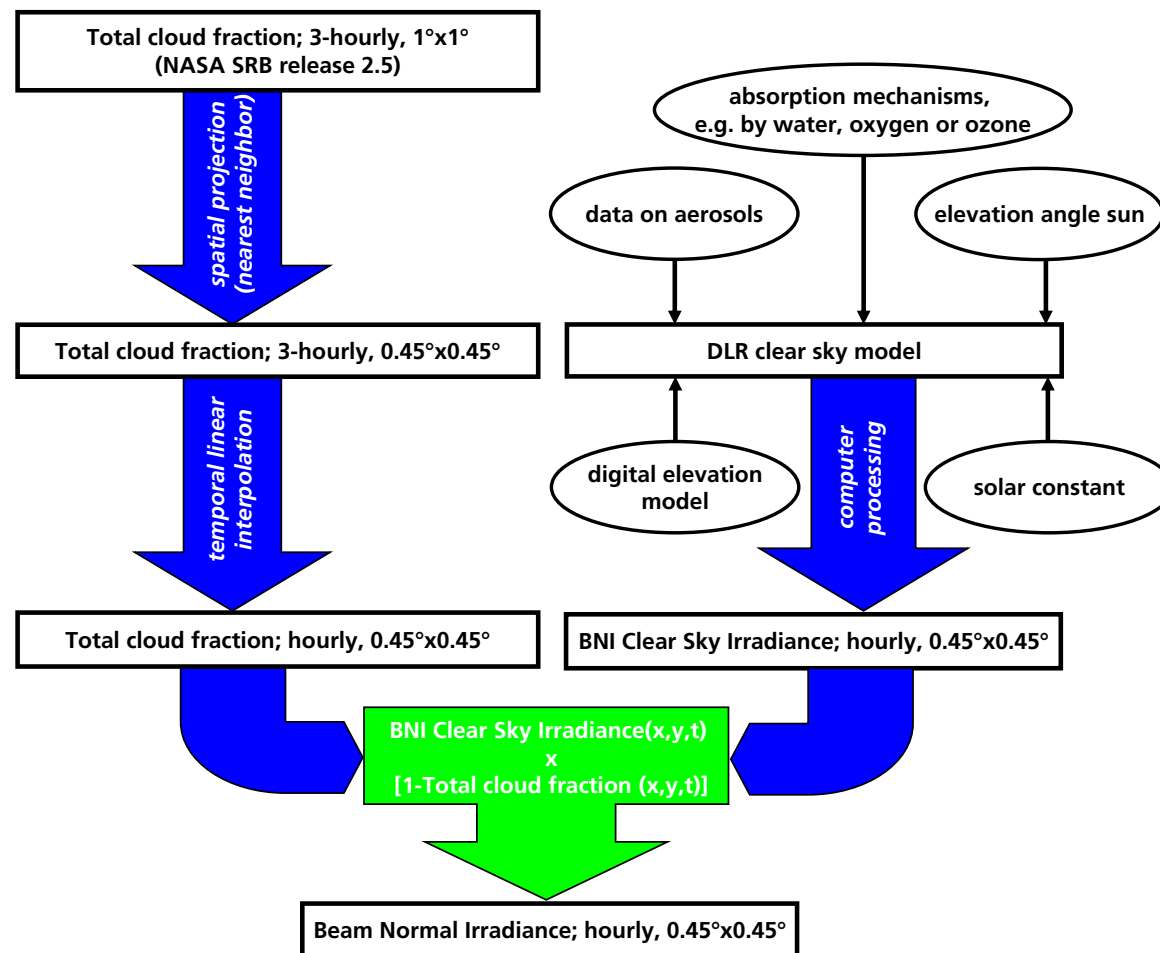 Total cloud fraction; 3-hourly, 1°x1°
(NASA SRB release 2.5)
spatial projection
(nearest neighbor)
Total cloud fraction; 3-hourly, 0.45°x0.45°
temporal linear
interpolation
Total cloud fraction; hourly, 0.45°x0.45°
absorption mechanisms,
e.g. by water, oxygen or ozone
data on aerosols
elevation angle sun
DLR clear sky model
digital elevation
model
solar constant
computer
processing
BNI Clear Sky Irradiance; hourly, 0.45°x0.45°
BNI Clear Sky Irradiance(x,y,t)
x
[1-Total cloud fraction (x,y,t)]
Beam Normal Irradiance; hourly, 0.45°x0.45°